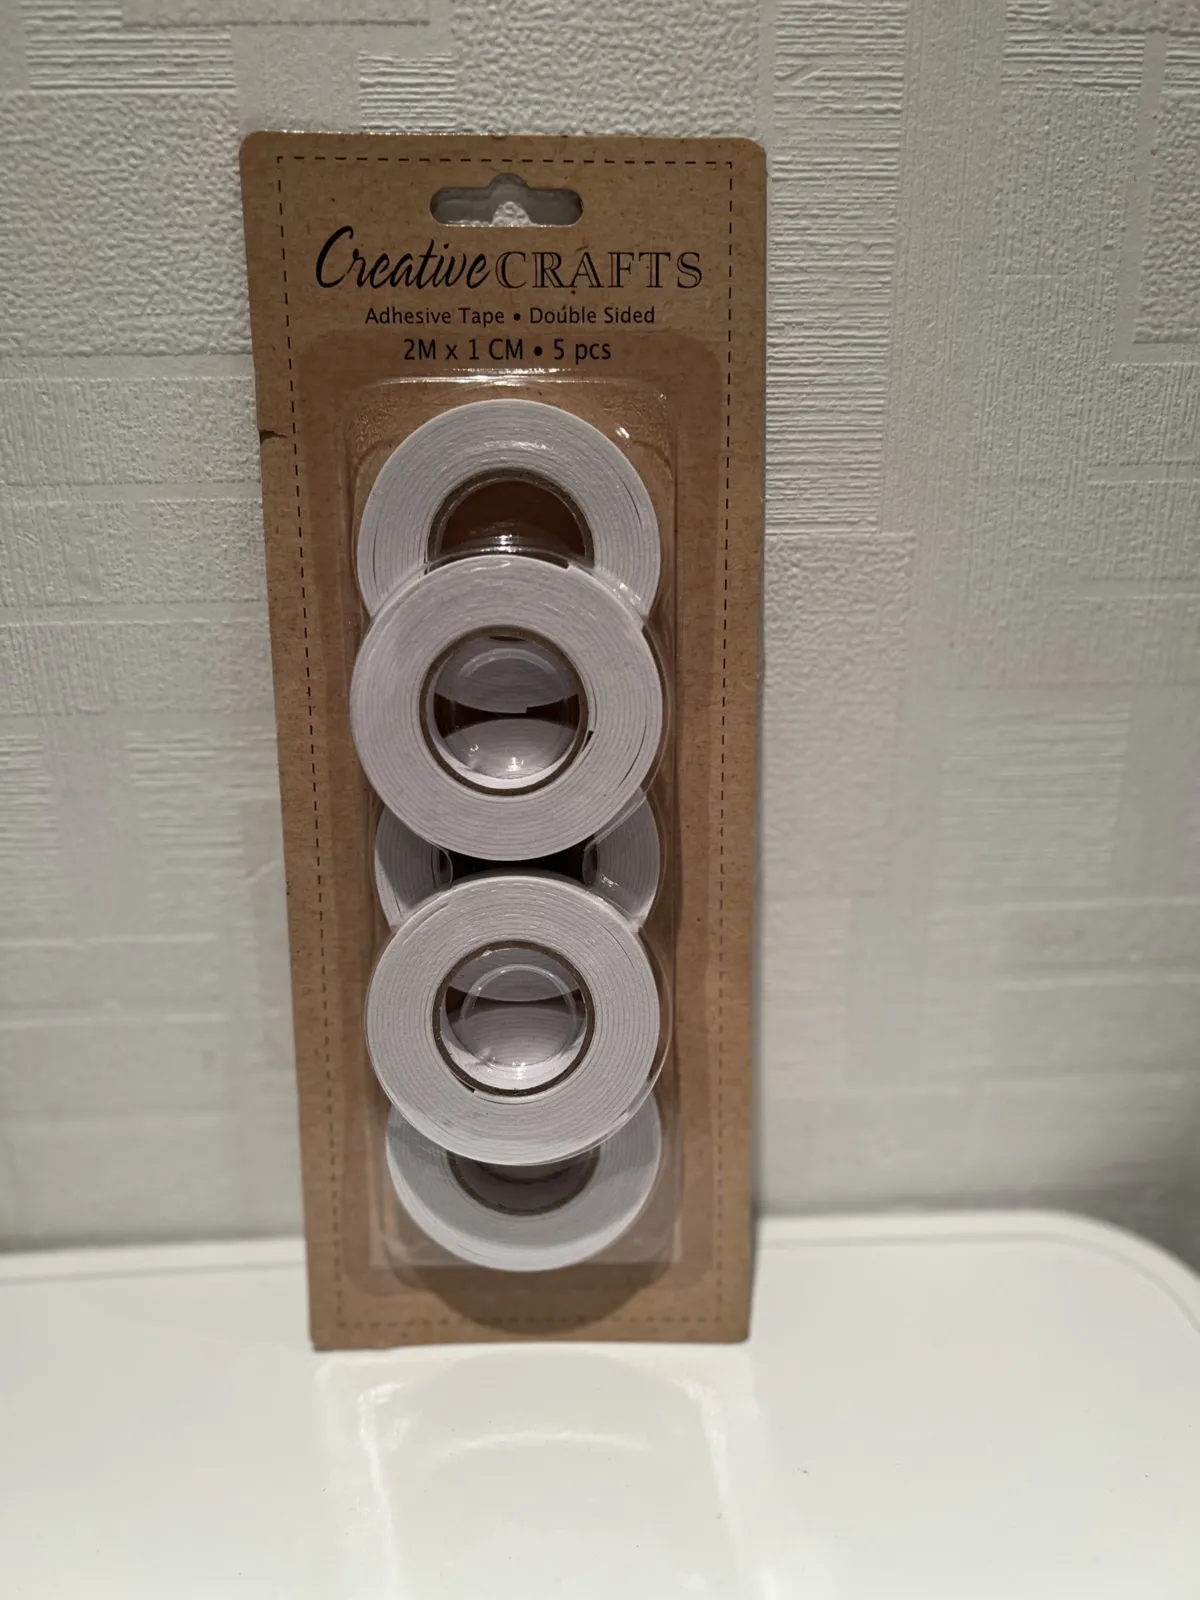 Creative CRAFTS
Adhesive Tape • Double Sided
2M x 1 CM • 5 pcs